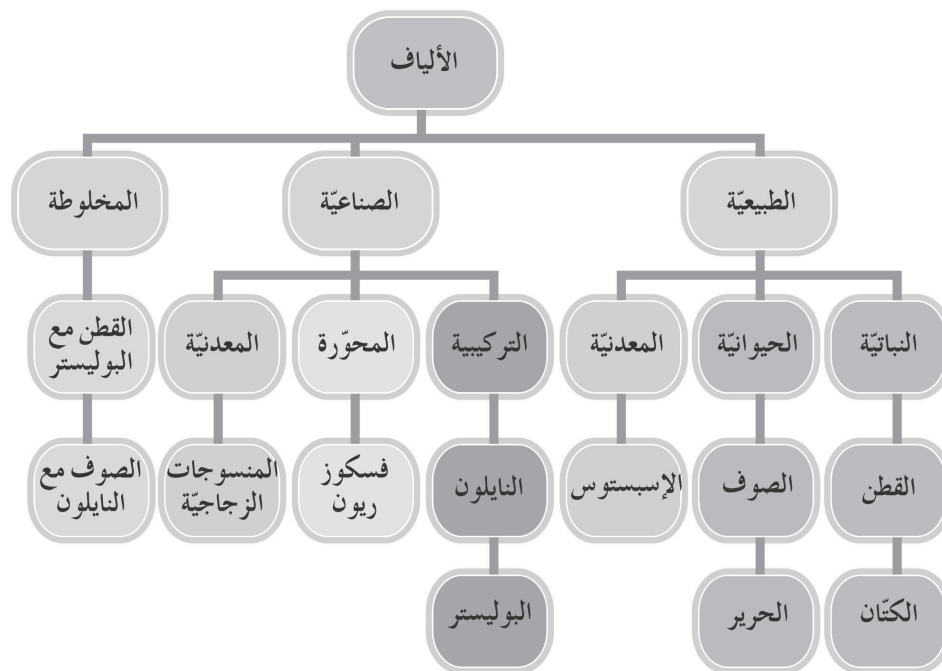 الألياف
الطبيعيّة
الصناعيّة
المخلوطة
النباتيّة
الحيوانيّة
المعدنيّة
التركيبية
المحوّرة
المعدنيّة
القطن مع
البوليستر
القطن
الصوف
الإسبستوس
النايلون
فسكوز
ريون
المنسوجات
الزجاجيّة
الصوف مع
النايلون
الكتّان
الحرير
البوليستر